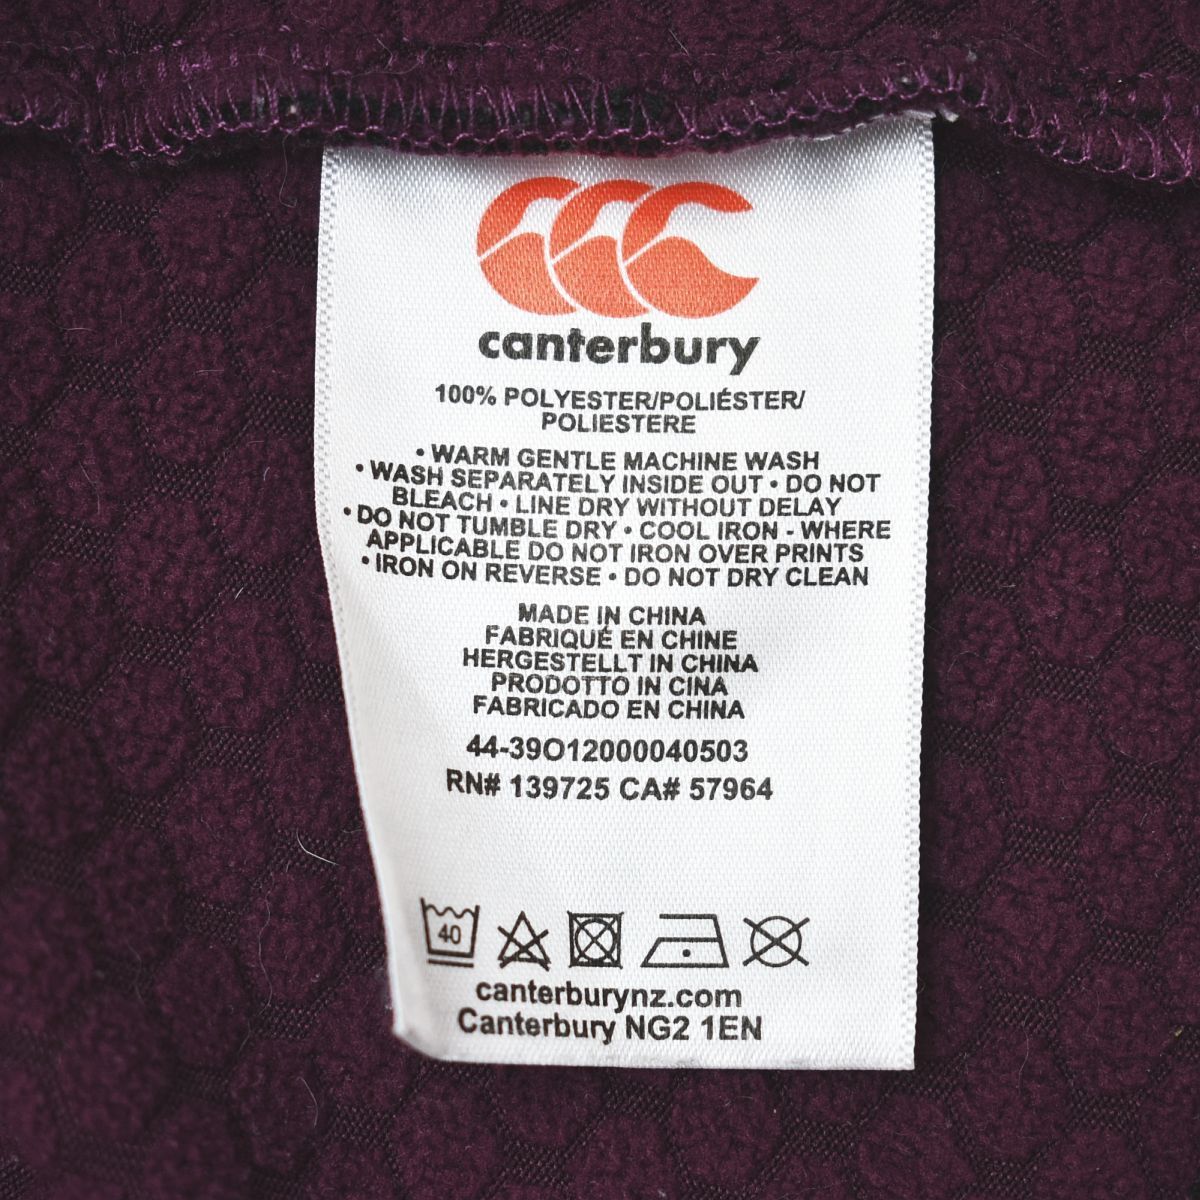 canterbury
100% POLYESTER/POLIÉSTER/
POLIESTERE
• WARM GENTLE MACHINE WASH
• WASH SEPARATELY INSIDE OUT • DO NOT
BLEACH • LINE DRY WITHOUT DELAY
• DO NOT TUMBLE DRY • COOL IRON - WHERE
APPLICABLE DO NOT IRON OVER PRINTS
• IRON ON REVERSE • DO NOT DRY CLEAN
MADE IN CHINA
FABRIQUÉ EN CHINE
HERGESTELLT IN CHINA
PRODOTTO IN CINA
FABRICADO EN CHINA
44-39O12000040503
RN# 139725 CA# 57964
40
canterburynz.com
Canterbury NG2 1EN